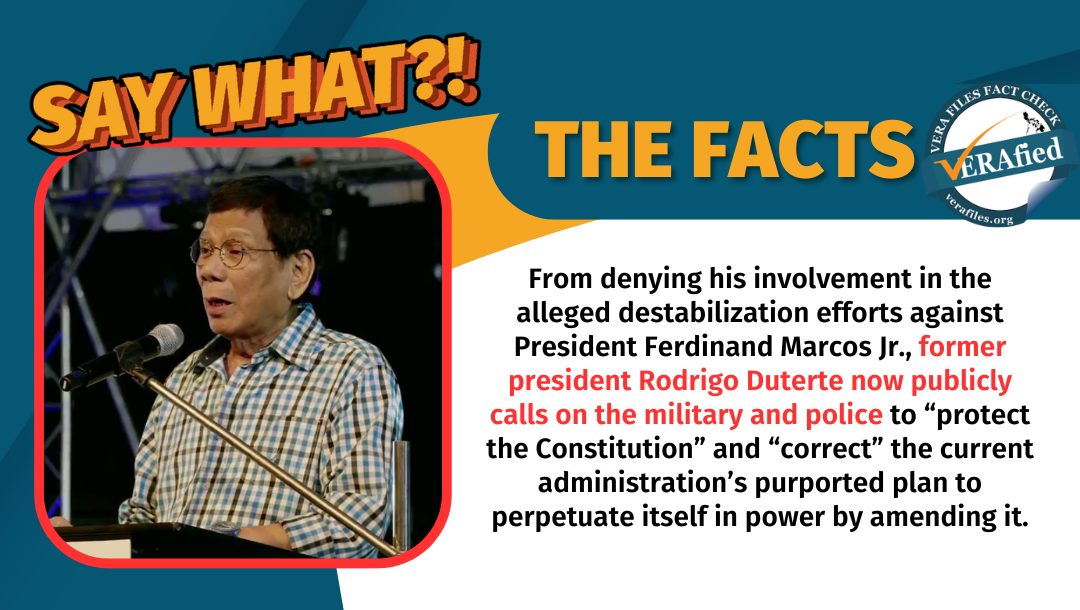 SAY WHAT?!
THE FACTS
VERA FILES FACT CHECK
VERAfied
verafiles.org
From denying his involvement in the
alleged destabilization efforts against
President Ferdinand Marcos Jr., former
president Rodrigo Duterte now publicly
calls on the military and police to “protect
the Constitution” and “correct” the current
administration’s purported plan to
perpetuate itself in power by amending it.